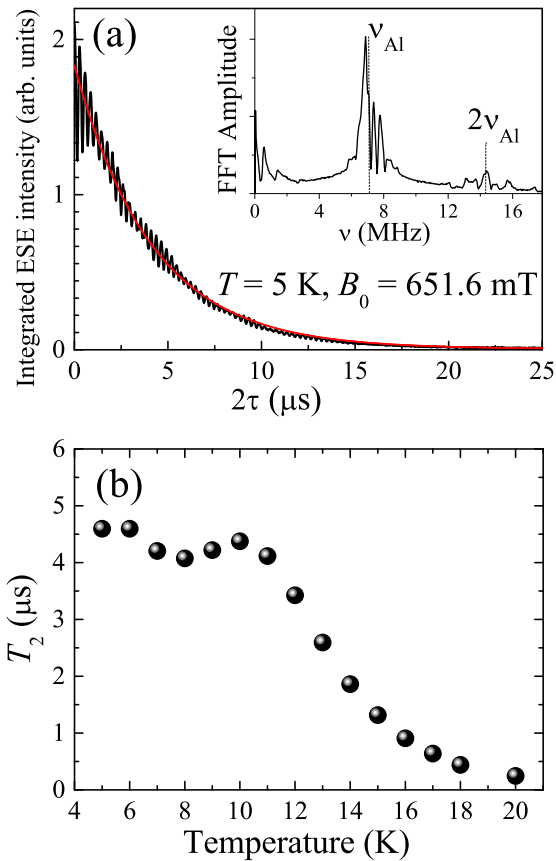 (a)
Integrated ESE intensity (arb. units)
2
1
0
0 5 10 15 20 25
2τ (μs)
T = 5 K, B₀ = 651.6 mT
FFT Amplitude
ν_Al
2ν_Al
0 4 8 12 16
ν (MHz)
(b)
T₂ (μs)
6
5
4
3
2
1
0
4 6 8 10 12 14 16 18 20
Temperature (K)